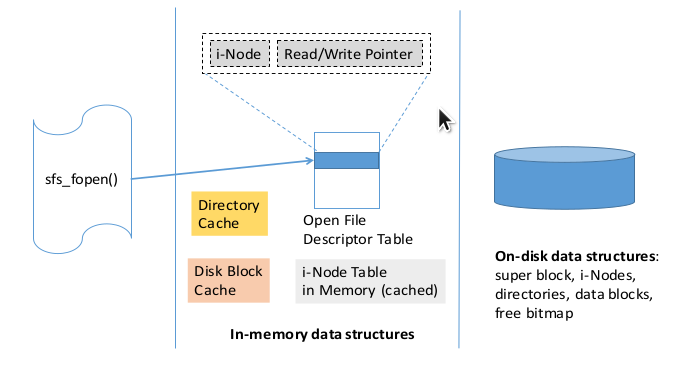 i-Node
Read/Write Pointer
sfs_fopen()
Directory
Cache
Open File
Descriptor Table
Disk Block
Cache
i-Node Table
in Memory (cached)
In-memory data structures
On-disk data structures:
super block, i-Nodes,
directories, data blocks,
free bitmap